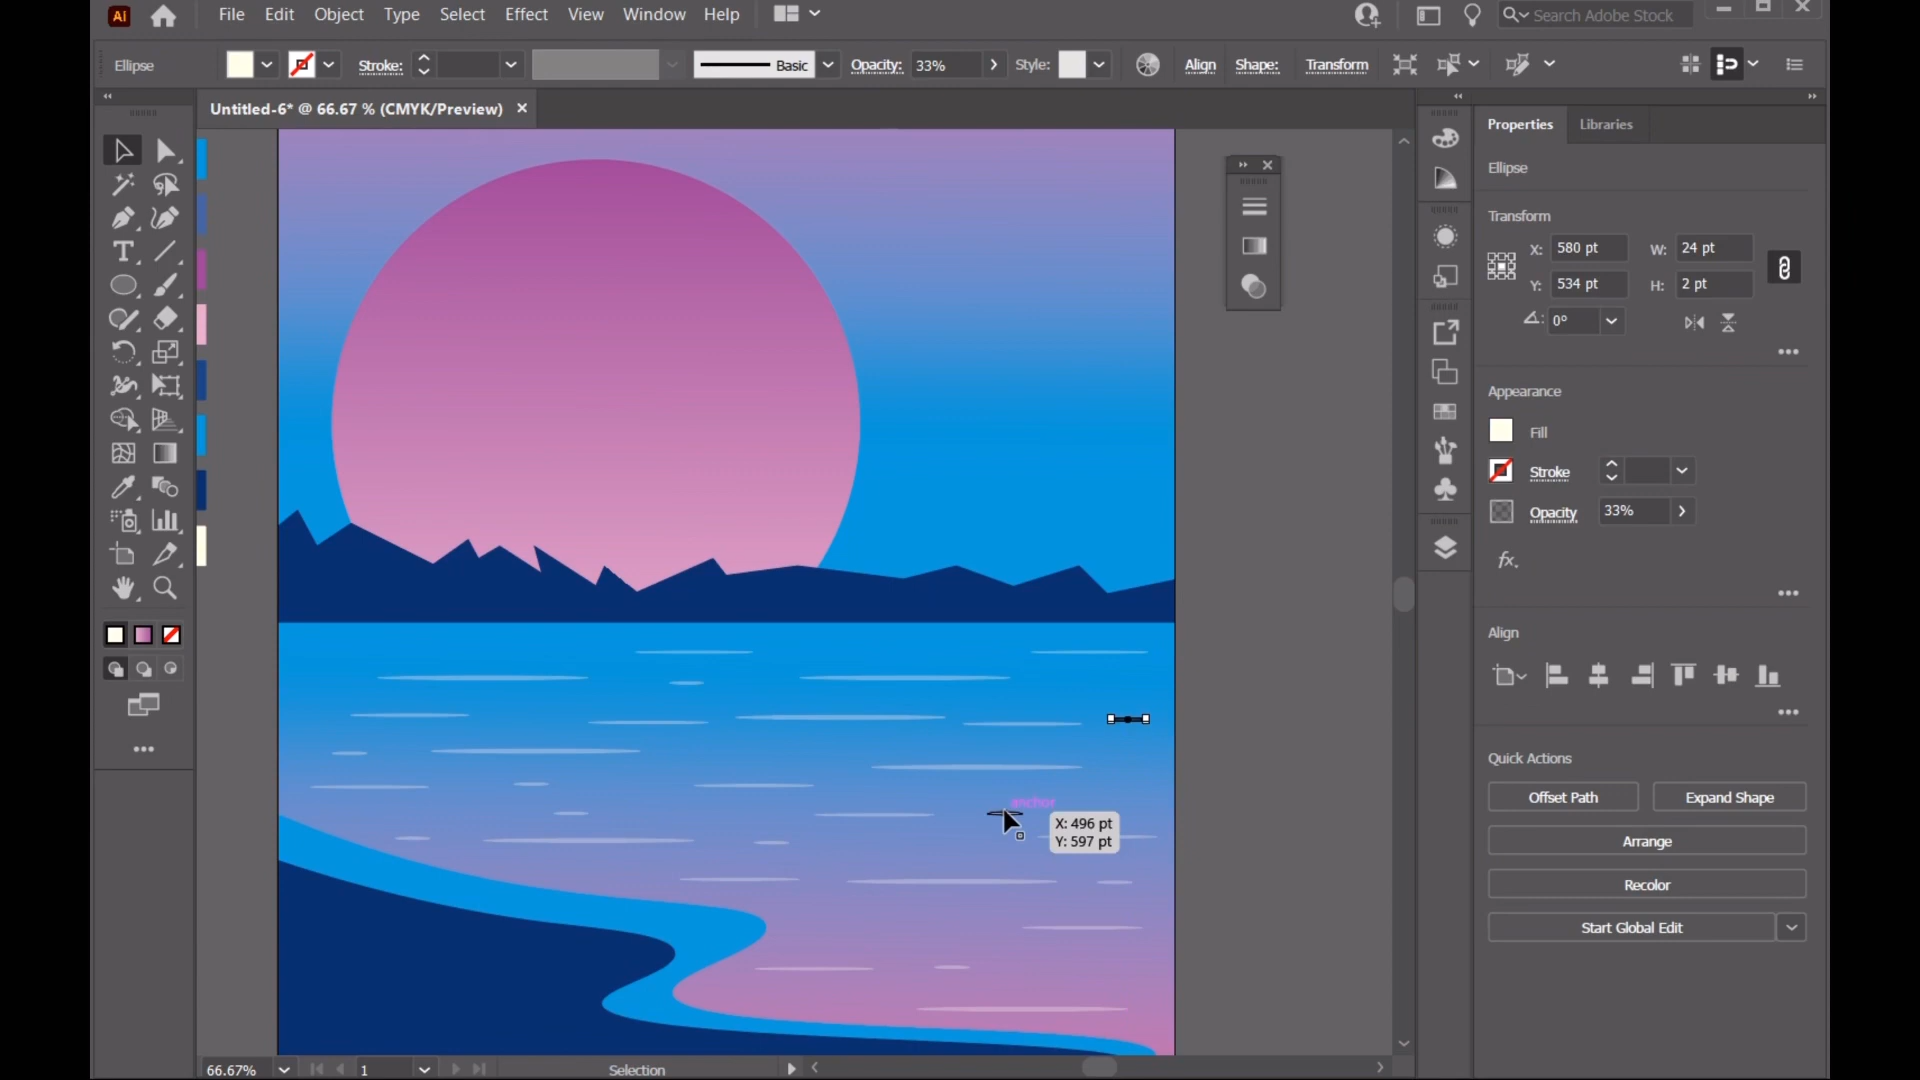 Ai File Edit Object Type Select Effect View Window Help Search Adobe Stock
Ellipse Stroke: Basic Opacity: 33% Style: Align Shape: Transform
Untitled-6* @ 66.67 % (CMYK/Preview)
Properties Libraries
Ellipse
Transform
X: 580 pt W: 24 pt
Y: 534 pt H: 2 pt
0°
Appearance
Fill
Stroke
Opacity 33%
fx.
Align
Quick Actions
Offset Path Expand Shape
Arrange
Recolor
Start Global Edit
anchor
X: 496 pt
Y: 597 pt
66.67% 1 Selection